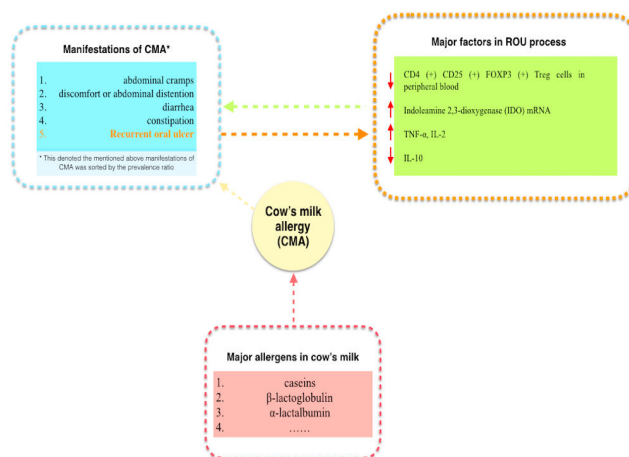 Manifestations of CMA*
1. abdominal cramps
2. discomfort or abdominal distention
3. diarrhea
4. constipation
5. Recurrent oral ulcer
* This denoted the mentioned above manifestations of
CMA was sorted by the prevalence ratio
Major factors in ROU process
CD4 (+) CD25 (+) FOXP3 (+) Treg cells in
peripheral blood
Indoleamine 2,3-dioxygenase (IDO) mRNA
TNF-α, IL-2
IL-10
Cow's milk
allergy
(CMA)
Major allergens in cow's milk
1. caseins
2. β-lactoglobulin
3. α-lactalbumin
4. ……